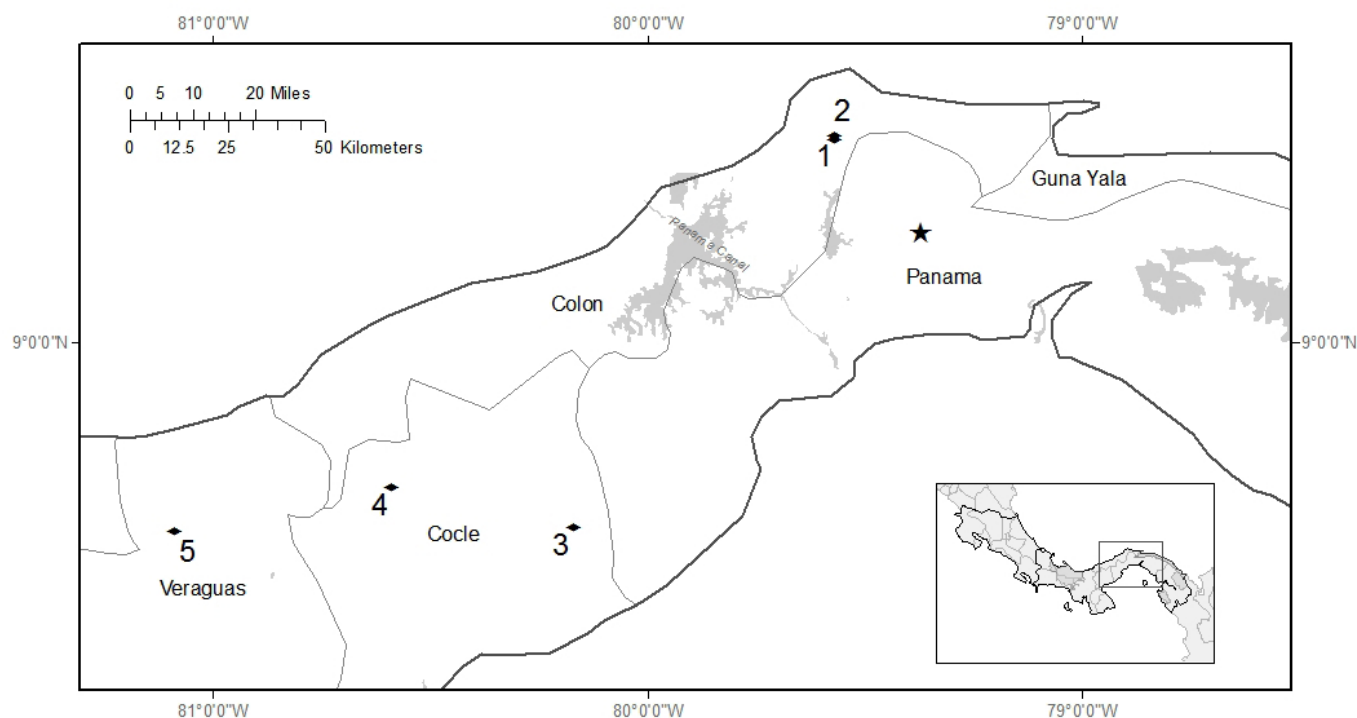 81°0'0"W 80°0'0"W 79°0'0"W
0 5 10 20 Miles
0 12.5 25 50 Kilometers
2
1
Guna Yala
Panama Canal
Panama
Colon
9°0'0"N 9°0'0"N
4
Cocle
3
5
Veraguas
81°0'0"W 80°0'0"W 79°0'0"W